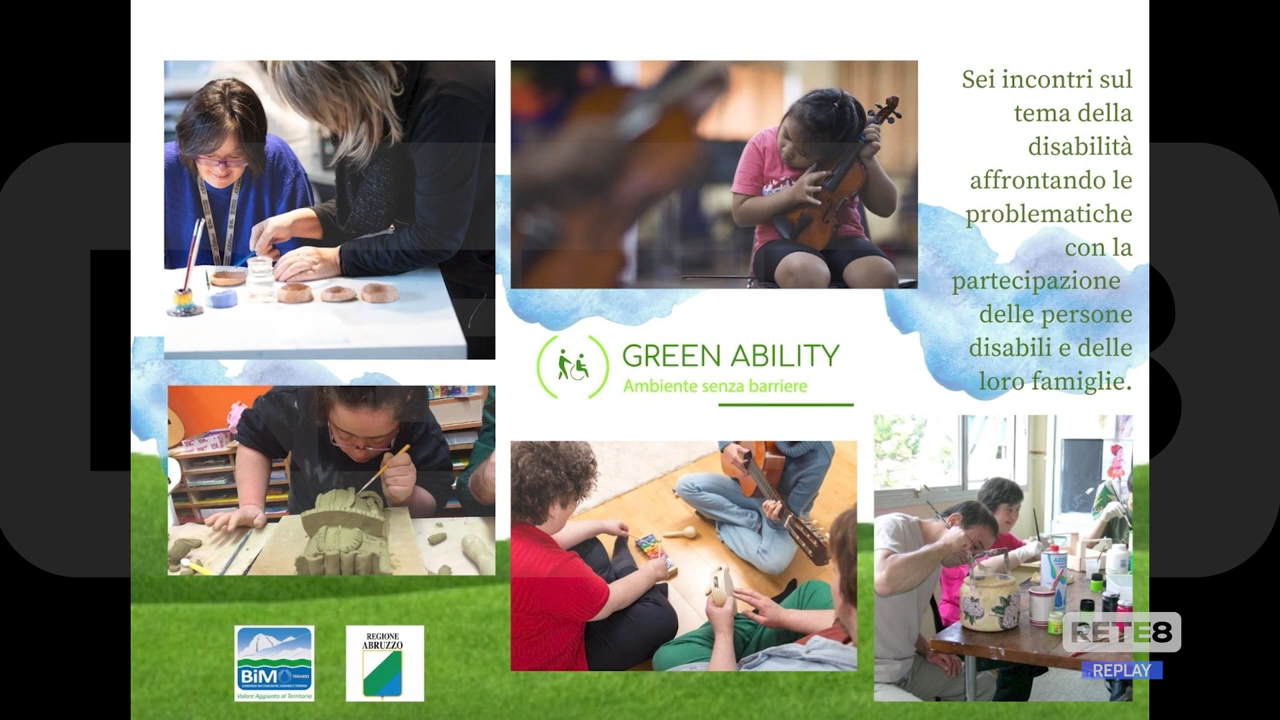 Sei incontri sul
tema della
disabilità
affrontando le
problematiche
con la
partecipazione
delle persone
disabili e delle
loro famiglie.
GREEN ABILITY
Ambiente senza barriere
BiM TERAMO
Valore Aggiunto al Territorio
REGIONE
ABRUZZO
RETE8
REPLAY